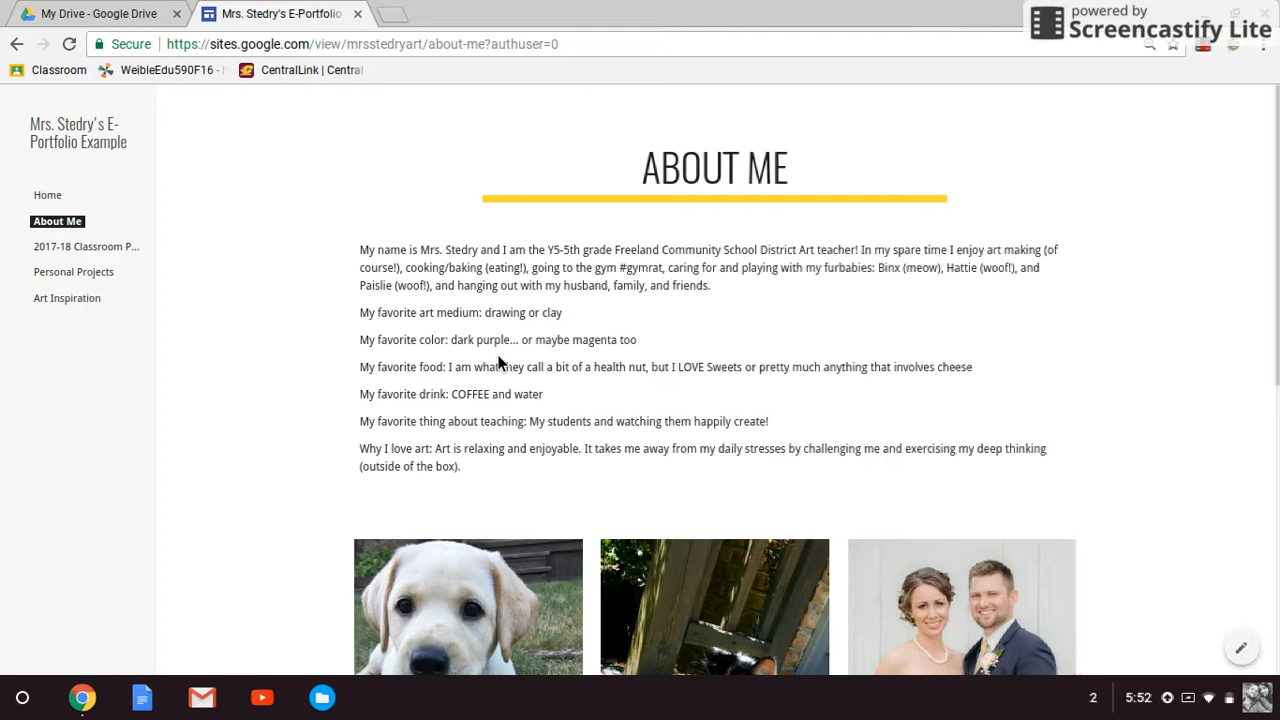 My Drive - Google Drive
Mrs. Stedry's E-Portfolio
powered by
Screencastify Lite
Secure
https://sites.google.com/view/mrsstedryart/about-me?authuser=0
Classroom
WeibleEdu590F16 -
CentralLink | Central
Mrs. Stedry's E-
Portfolio Example
Home
About Me
2017-18 Classroom P...
Personal Projects
Art Inspiration
ABOUT ME
My name is Mrs. Stedry and I am the Y5-5th grade Freeland Community School District Art teacher! In my spare time I enjoy art making (of
course!), cooking/baking (eating!), going to the gym #gymrat, caring for and playing with my furbabies: Binx (meow), Hattie (woof!), and
Paislie (woof!), and hanging out with my husband, family, and friends.
My favorite art medium: drawing or clay
My favorite color: dark purple... or maybe magenta too
My favorite food: I am what they call a bit of a health nut, but I LOVE Sweets or pretty much anything that involves cheese
My favorite drink: COFFEE and water
My favorite thing about teaching: My students and watching them happily create!
Why I love art: Art is relaxing and enjoyable. It takes me away from my daily stresses by challenging me and exercising my deep thinking
(outside of the box).
2
5:52